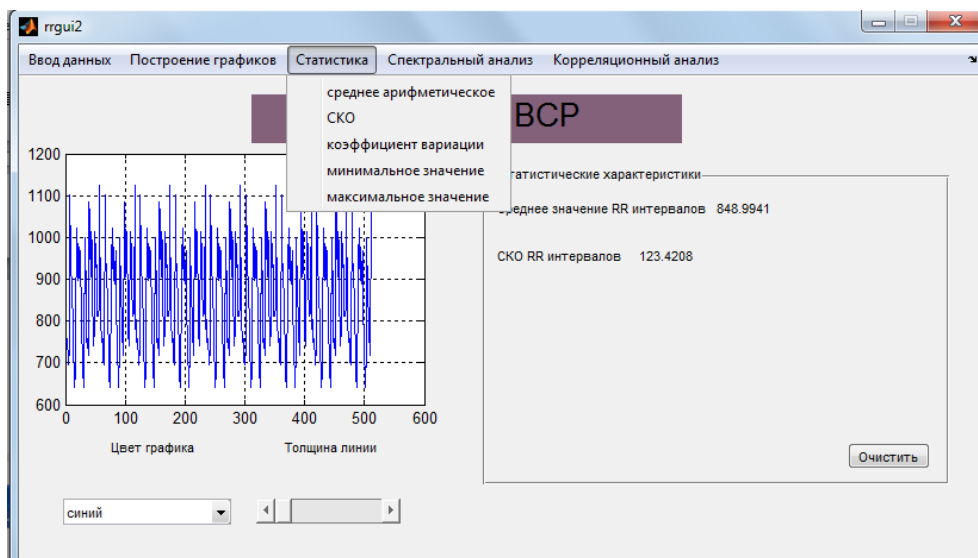 rrgui2
Ввод данных Построение графиков Статистика Спектральный анализ Корреляционный анализ
среднее арифметическое
СКО
коэффициент вариации
минимальное значение
максимальное значение
ВСР
татистические характеристики
реднее значение RR интервалов 848.9941
СКО RR интервалов 123.4208
1200
1100
1000
900
800
700
600
0 100 200 300 400 500 600
Цвет графика Толщина линии
Очистить
синий